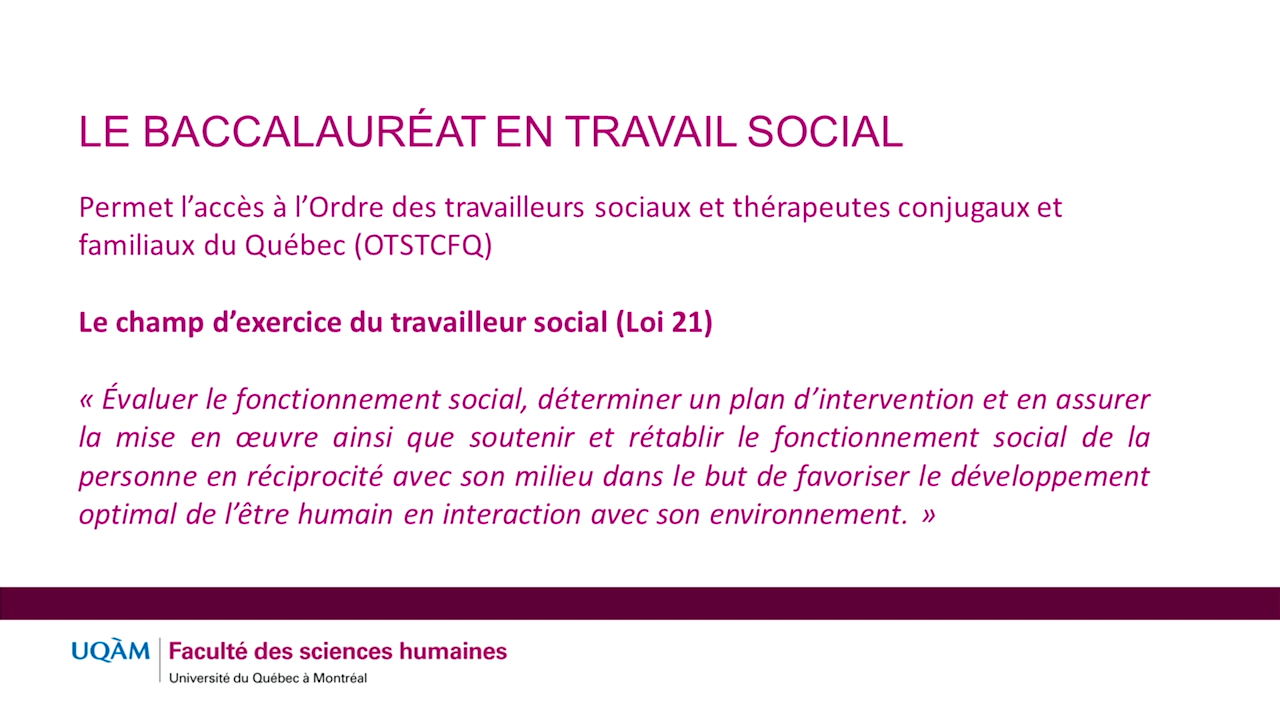 LE BACCALAURÉAT EN TRAVAIL SOCIAL
Permet l’accès à l’Ordre des travailleurs sociaux et thérapeutes conjugaux et
familiaux du Québec (OTSTCFQ)
Le champ d’exercice du travailleur social (Loi 21)
« Évaluer le fonctionnement social, déterminer un plan d’intervention et en assurer
la mise en œuvre ainsi que soutenir et rétablir le fonctionnement social de la
personne en réciprocité avec son milieu dans le but de favoriser le développement
optimal de l’être humain en interaction avec son environnement. »
UQÀM
Faculté des sciences humaines
Université du Québec à Montréal